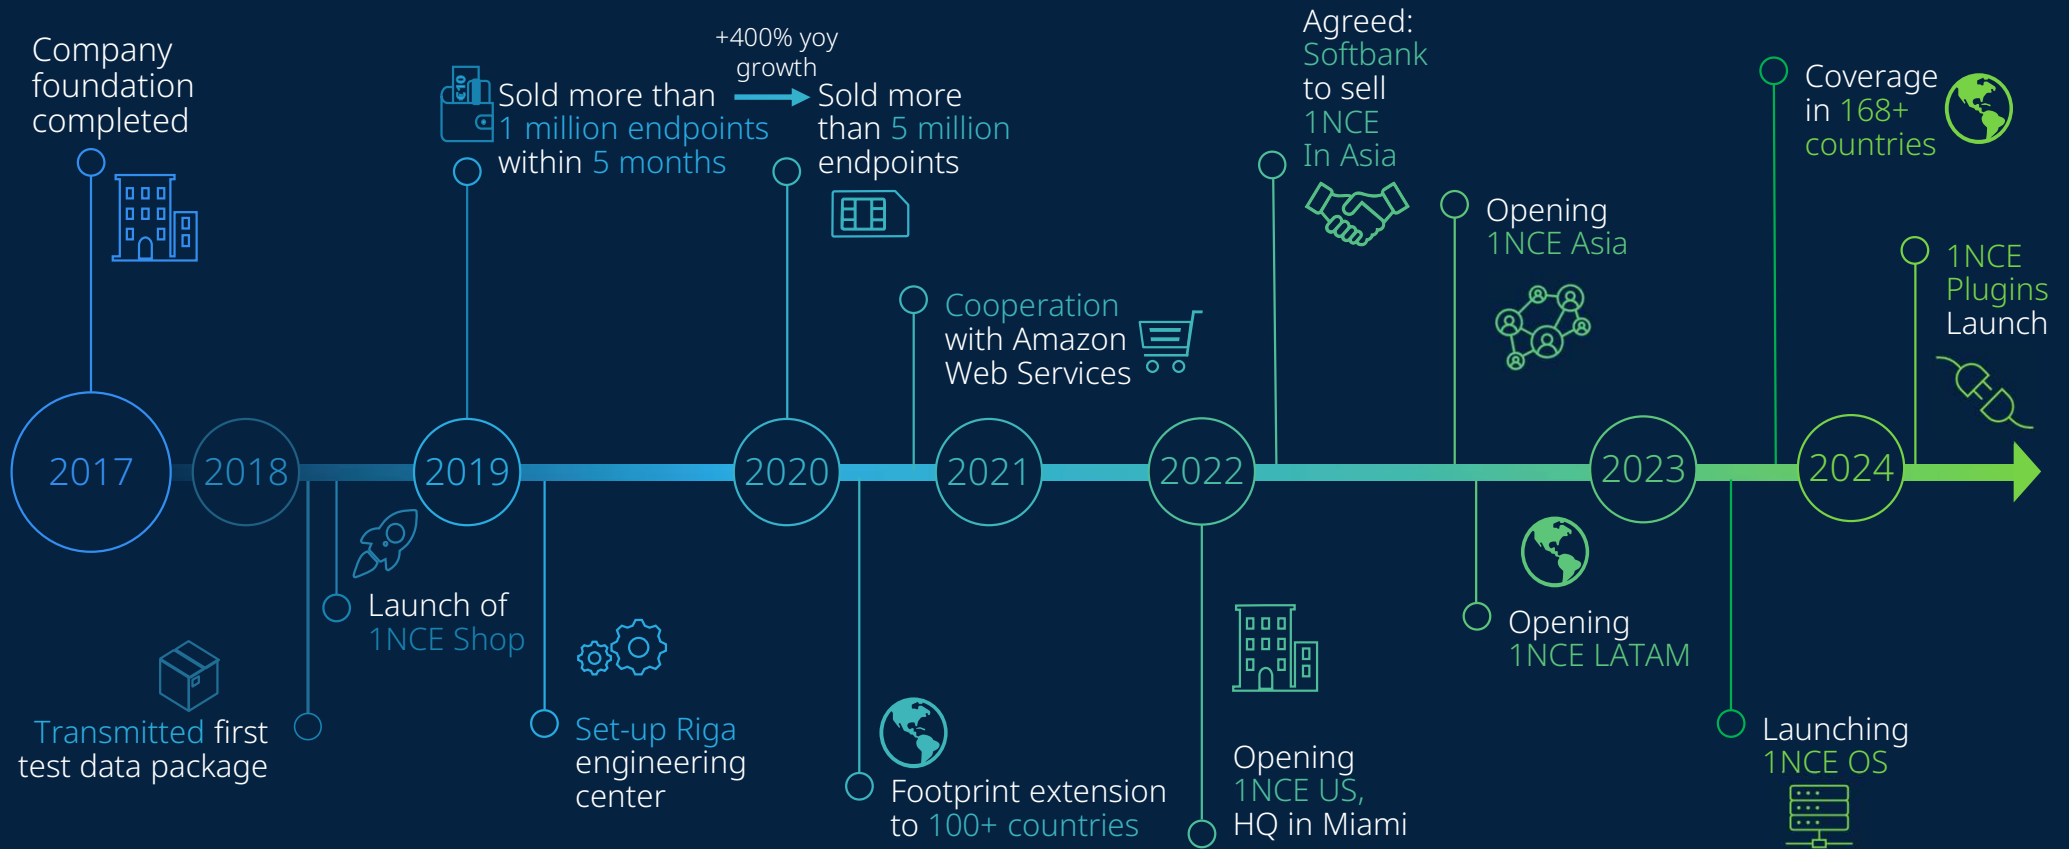 Company
foundation
completed
€10
Sold more than
1 million endpoints
within 5 months
+400% yoy
growth
Sold more
than 5 million
endpoints
Cooperation
with Amazon
Web Services
Agreed:
Softbank
to sell
1NCE
In Asia
Opening
1NCE Asia
Coverage
in 168+
countries
1NCE
Plugins
Launch
2017
2018
2019
2020
2021
2022
2023
2024
Transmitted first
test data package
Launch of
1NCE Shop
Set-up Riga
engineering
center
Footprint extension
to 100+ countries
Opening
1NCE US,
HQ in Miami
Opening
1NCE LATAM
Launching
1NCE OS